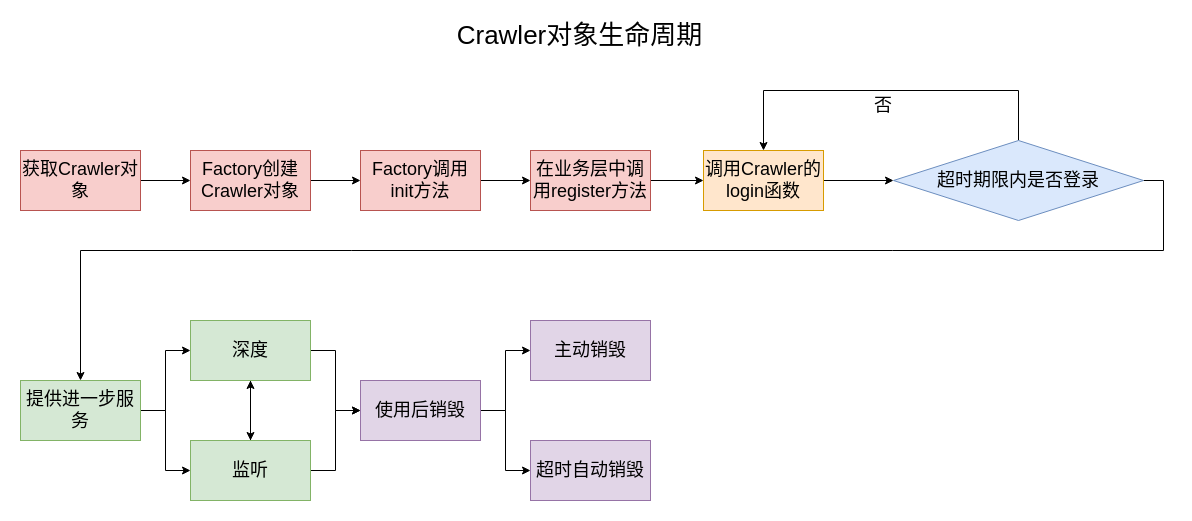 Crawler对象生命周期
否
获取Crawler对
象
Factory创建
Crawler对象
Factory调用
init方法
在业务层中调
用register方法
调用Crawler的
login函数
超时期限内是否登录
提供进一步服
务
深度
监听
使用后销毁
主动销毁
超时自动销毁